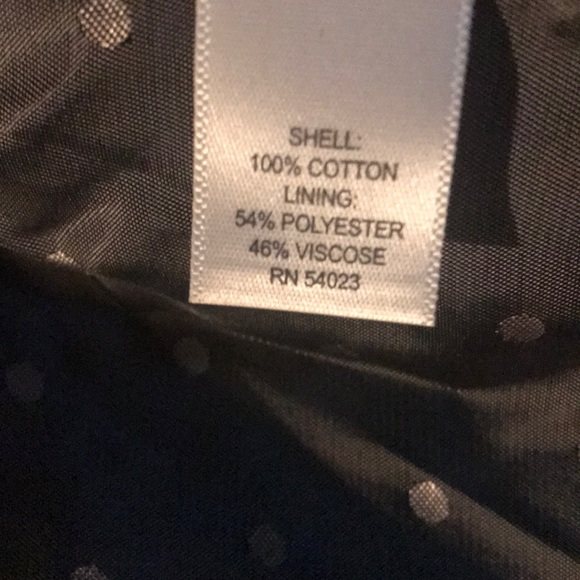 SHELL:
100% COTTON
LINING:
54% POLYESTER
46% VISCOSE
RN 54023